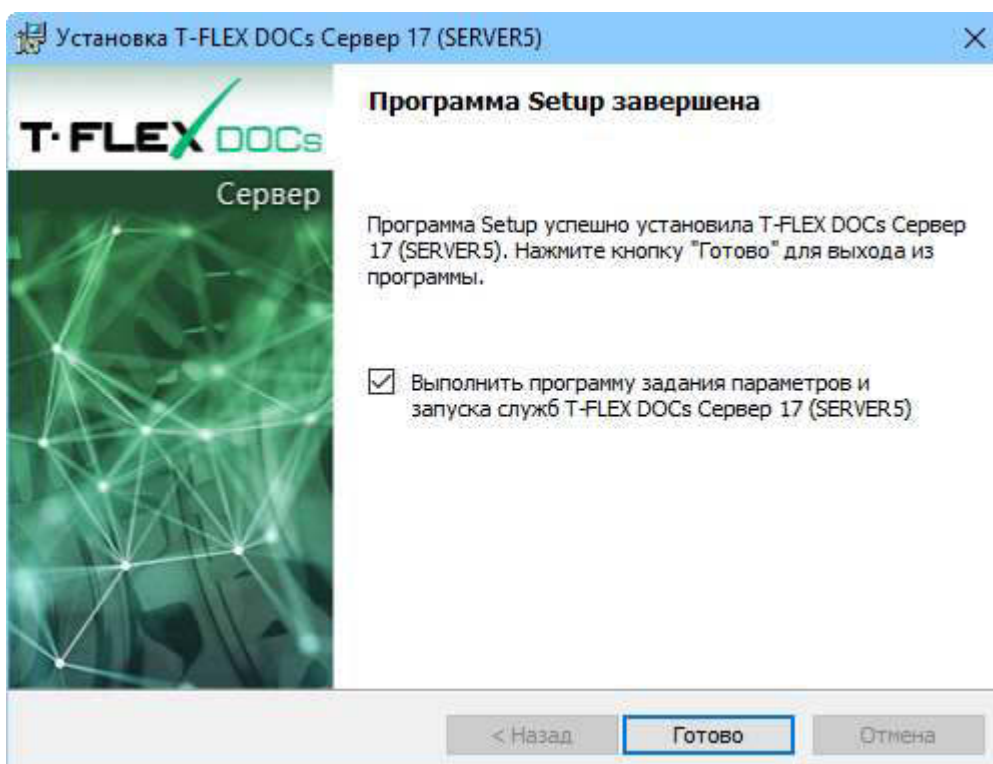 Установка T-FLEX DOCs Сервер 17 (SERVER5)
T·FLEX DOCs
Сервер
Программа Setup завершена
Программа Setup успешно установила T-FLEX DOCs Сервер
17 (SERVER5). Нажмите кнопку "Готово" для выхода из
программы.
Выполнить программу задания параметров и
запуска служб T-FLEX DOCs Сервер 17 (SERVER5)
< Назад
Готово
Отмена